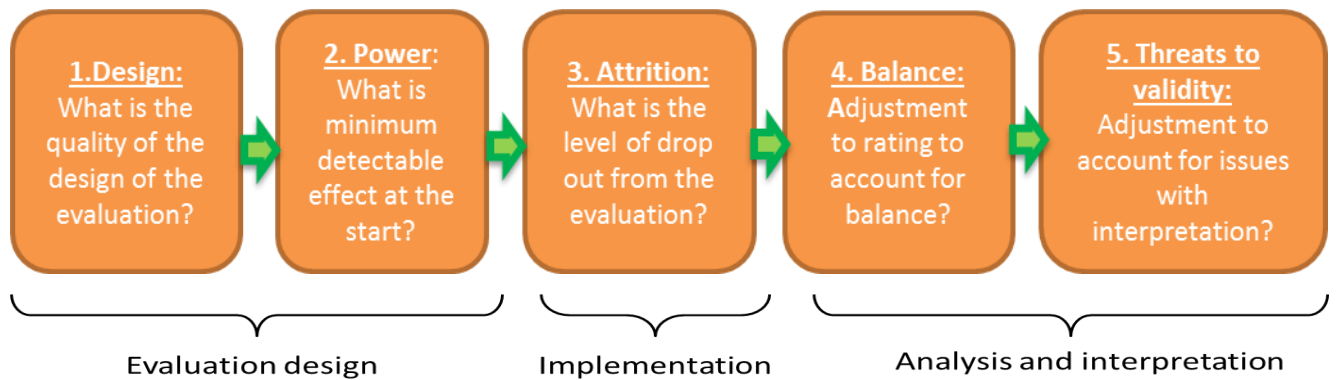 1.Design:
What is the
quality of the
design of the
evaluation?
2. Power:
What is
minimum
detectable
effect at the
start?
3. Attrition:
What is the
level of drop
out from the
evaluation?
4. Balance:
Adjustment
to rating to
account for
balance?
5. Threats to
validity:
Adjustment to
account for issues
with
interpretation?
Evaluation design
Implementation
Analysis and interpretation